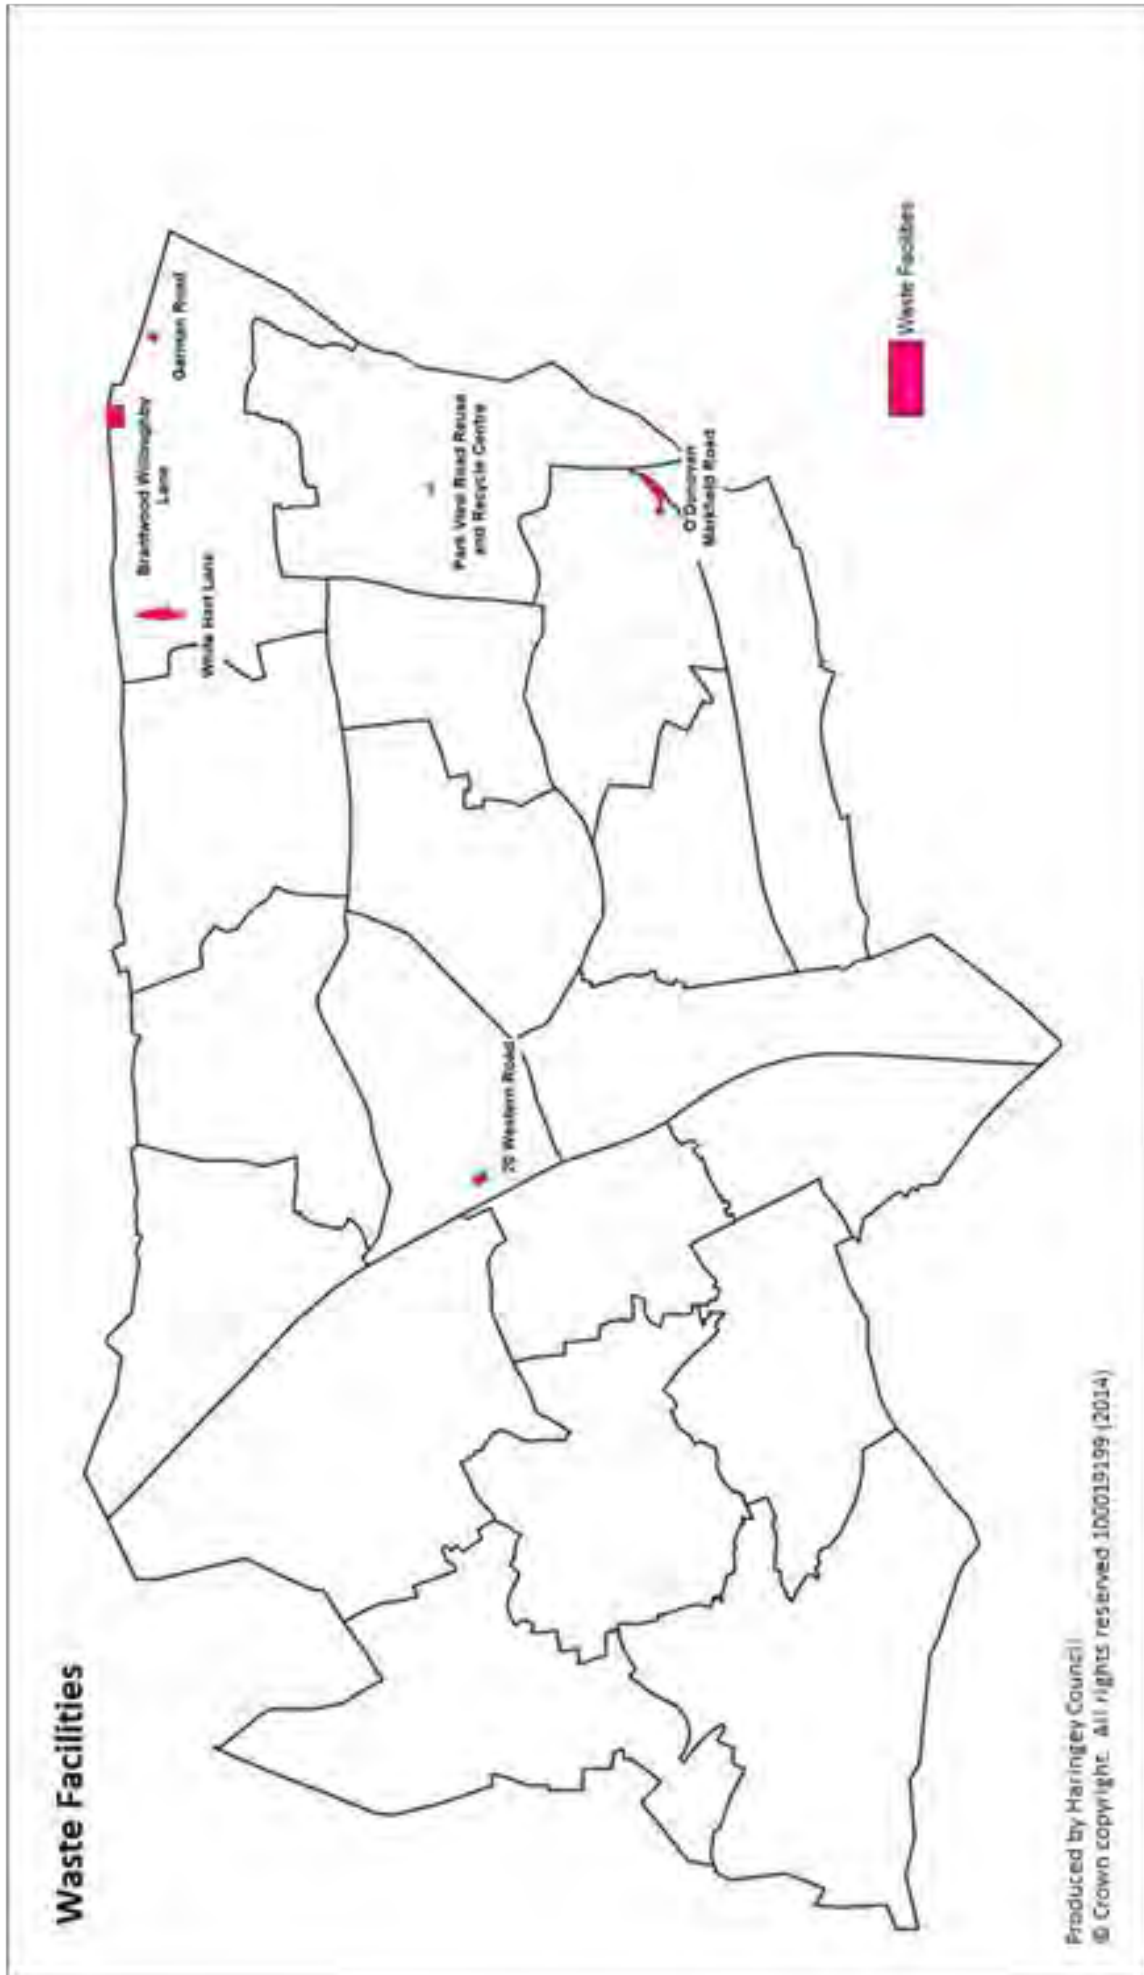 Waste Facilities
Brantwood Willoughby
Lane
Garman Road
White Hart Lane
Park View Road Reuse
and Recycle Centre
70 Western Road
O'Donovan
Markfield Road
Waste Facilities
Produced by Haringey Council
© Crown copyright. All rights reserved 100019199 (2014)